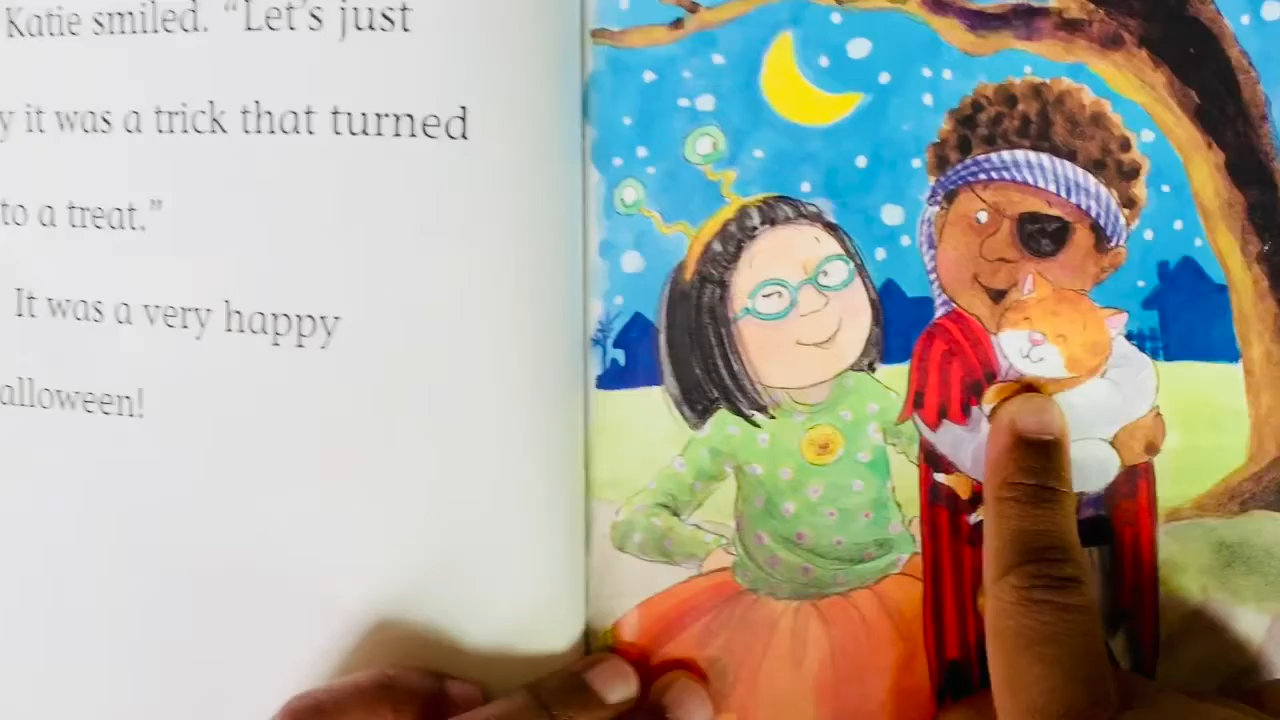 Katie smiled. “Let’s just
y it was a trick that turned
to a treat.”
It was a very happy
alloween!